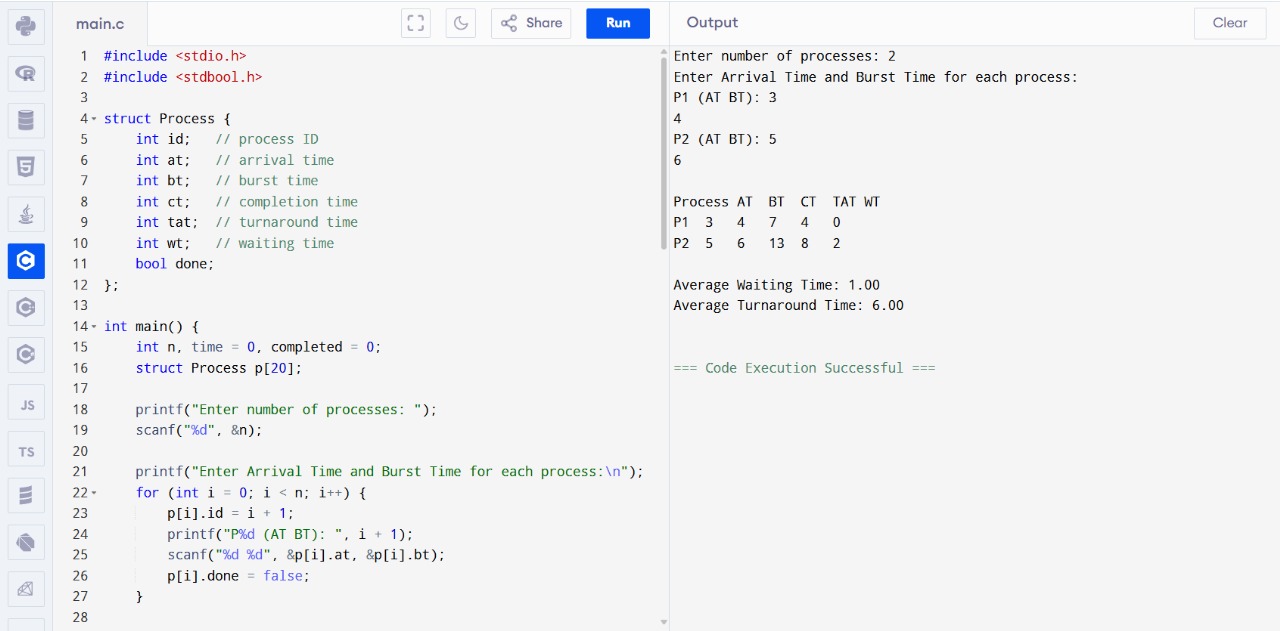 main.c
Share
Run
Output
Clear
1 #include <stdio.h>
2 #include <stdbool.h>
3
4 struct Process {
5     int id;   // process ID
6     int at;   // arrival time
7     int bt;   // burst time
8     int ct;   // completion time
9     int tat;  // turnaround time
10     int wt;   // waiting time
11     bool done;
12 };
13
14 int main() {
15     int n, time = 0, completed = 0;
16     struct Process p[20];
17
18     printf("Enter number of processes: ");
19     scanf("%d", &n);
20
21     printf("Enter Arrival Time and Burst Time for each process:\n");
22     for (int i = 0; i < n; i++) {
23         p[i].id = i + 1;
24         printf("P%d (AT BT): ", i + 1);
25         scanf("%d %d", &p[i].at, &p[i].bt);
26         p[i].done = false;
27     }
28
Enter number of processes: 2
Enter Arrival Time and Burst Time for each process:
P1 (AT BT): 3
4
P2 (AT BT): 5
6
Process AT  BT  CT  TAT WT
P1  3   4   7   4   0
P2  5   6   13  8   2
Average Waiting Time: 1.00
Average Turnaround Time: 6.00
=== Code Execution Successful ===
R
5
C
C
C
JS
TS